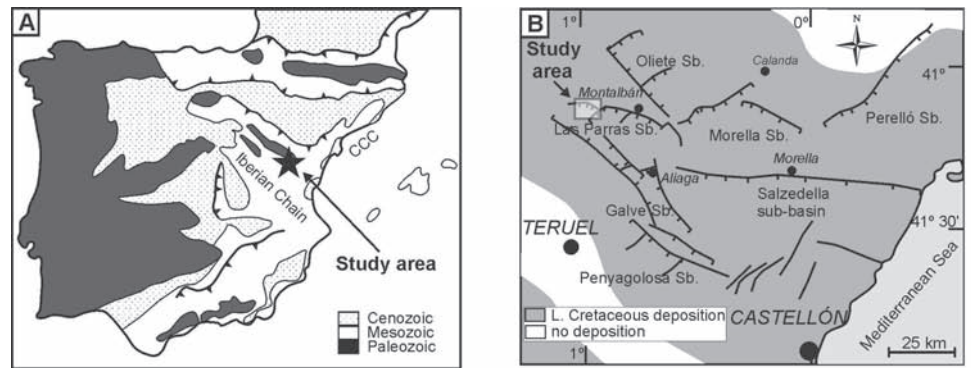 A
CCC
Iberian Chain
Study area
Cenozoic
Mesozoic
Paleozoic
B
1°
0°
N
Study
area
Oliete Sb.
Calanda
41°
Montalbán
Las Parras Sb.
Morella Sb.
Perelló Sb.
Morella
Aliaga
Salzedella
sub-basin
Galve Sb.
41° 30'
TERUEL
Penyagolosa Sb.
Mediterranean Sea
L. Cretaceous deposition
no deposition
CASTELLÓN
1°
25 km